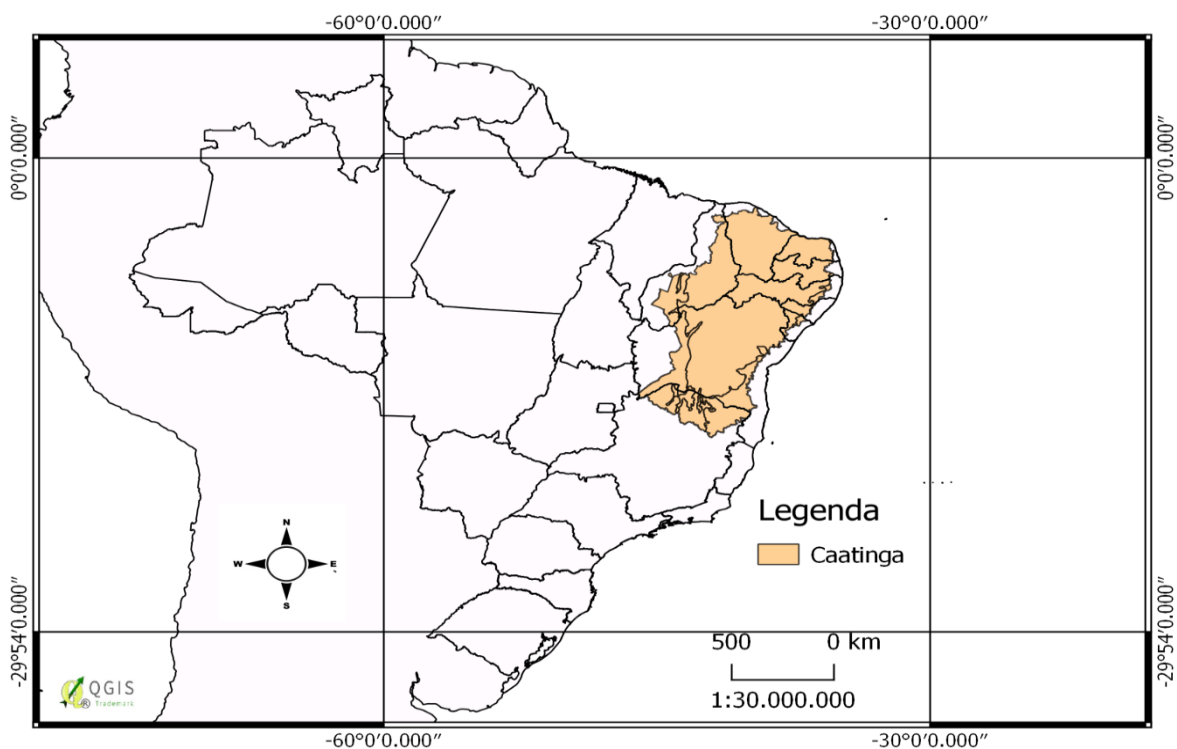 -60°0′0.000″
-30°0′0.000″
0°0′0.000″
0°0′0.000″
N
W
E
S
Legenda
Caatinga
-29°54′0.000″
-29°54′0.000″
500 0 km
1:30.000.000
QGIS
®
Trademark
-60°0′0.000″
-30°0′0.000″